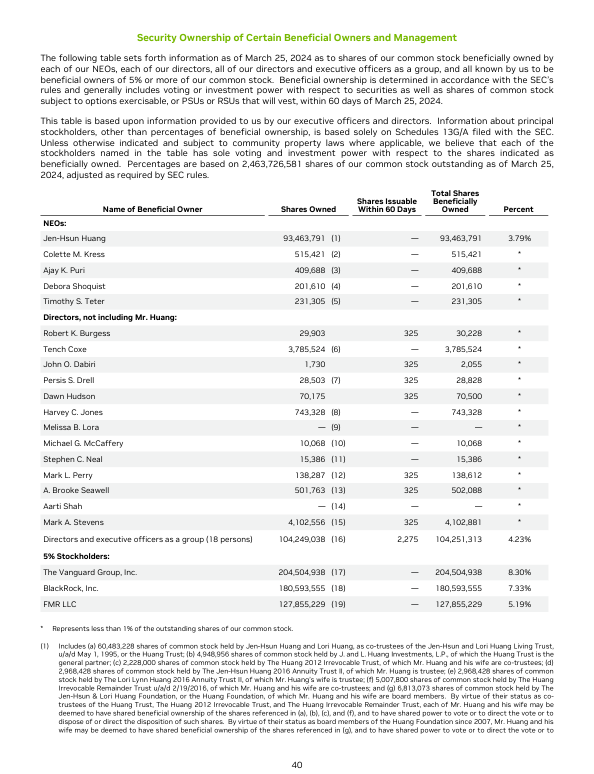 Security Ownership of Certain Beneficial Owners and Management
The following table sets forth information as of March 25, 2024 as to shares of our common stock beneficially owned by
each of our NEOs, each of our directors, all of our directors and executive officers as a group, and all known by us to be
beneficial owners of 5% or more of our common stock. Beneficial ownership is determined in accordance with the SEC's
rules and generally includes voting or investment power with respect to securities as well as shares of common stock
subject to options exercisable, or PSUs or RSUs that will vest, within 60 days of March 25, 2024.
This table is based upon information provided to us by our executive officers and directors. Information about principal
stockholders, other than percentages of beneficial ownership, is based solely on Schedules 13G/A filed with the SEC.
Unless otherwise indicated and subject to community property laws where applicable, we believe that each of the
stockholders named in the table has sole voting and investment power with respect to the shares indicated as
beneficially owned. Percentages are based on 2,463,726,581 shares of our common stock outstanding as of March 25,
2024, adjusted as required by SEC rules.
Name of Beneficial Owner Shares Owned Shares Issuable Within 60 Days Total Shares Beneficially Owned Percent
NEOs:
Jen-Hsun Huang 93,463,791 (1) — 93,463,791 3.79%
Colette M. Kress 515,421 (2) — 515,421 *
Ajay K. Puri 409,688 (3) — 409,688 *
Debora Shoquist 201,610 (4) — 201,610 *
Timothy S. Teter 231,305 (5) — 231,305 *
Directors, not including Mr. Huang:
Robert K. Burgess 29,903 325 30,228 *
Tench Coxe 3,785,524 (6) — 3,785,524 *
John O. Dabiri 1,730 325 2,055 *
Persis S. Drell 28,503 (7) 325 28,828 *
Dawn Hudson 70,175 325 70,500 *
Harvey C. Jones 743,328 (8) — 743,328 *
Melissa B. Lora — (9) — — *
Michael G. McCaffery 10,068 (10) — 10,068 *
Stephen C. Neal 15,386 (11) — 15,386 *
Mark L. Perry 138,287 (12) 325 138,612 *
A. Brooke Seawell 501,763 (13) 325 502,088 *
Aarti Shah — (14) — — *
Mark A. Stevens 4,102,556 (15) 325 4,102,881 *
Directors and executive officers as a group (18 persons) 104,249,038 (16) 2,275 104,251,313 4.23%
5% Stockholders:
The Vanguard Group, Inc. 204,504,938 (17) — 204,504,938 8.30%
BlackRock, Inc. 180,593,555 (18) — 180,593,555 7.33%
FMR LLC 127,855,229 (19) — 127,855,229 5.19%
* Represents less than 1% of the outstanding shares of our common stock.
(1) Includes (a) 60,483,228 shares of common stock held by Jen-Hsun Huang and Lori Huang, as co-trustees of the Jen-Hsun and Lori Huang Living Trust,
u/a/d May 1, 1995, or the Huang Trust; (b) 4,948,956 shares of common stock held by J. and L. Huang Investments, L.P., of which the Huang Trust is the
general partner; (c) 2,228,000 shares of common stock held by The Huang 2012 Irrevocable Trust, of which Mr. Huang and his wife are co-trustees; (d)
2,968,428 shares of common stock held by The Jen-Hsun Huang 2016 Annuity Trust II, of which Mr. Huang is trustee; (e) 2,968,428 shares of common
stock held by The Lori Lynn Huang 2016 Annuity Trust II, of which Mr. Huang's wife is trustee; (f) 5,007,800 shares of common stock held by The Huang
Irrevocable Remainder Trust u/a/d 2/19/2016, of which Mr. Huang and his wife are co-trustees; and (g) 6,813,073 shares of common stock held by The
Jen-Hsun & Lori Huang Foundation, or the Huang Foundation, of which Mr. Huang and his wife are board members. By virtue of their status as co-
trustees of the Huang Trust, The Huang 2012 Irrevocable Trust, and The Huang Irrevocable Remainder Trust, each of Mr. Huang and his wife may be
deemed to have shared beneficial ownership of the shares referenced in (a), (b), (c), and (f), and to have shared power to vote or to direct the vote or to
dispose of or direct the disposition of such shares. By virtue of their status as board members of the Huang Foundation since 2007, Mr. Huang and his
wife may be deemed to have shared beneficial ownership of the shares referenced in (g), and to have shared power to vote or to direct the vote or to
40